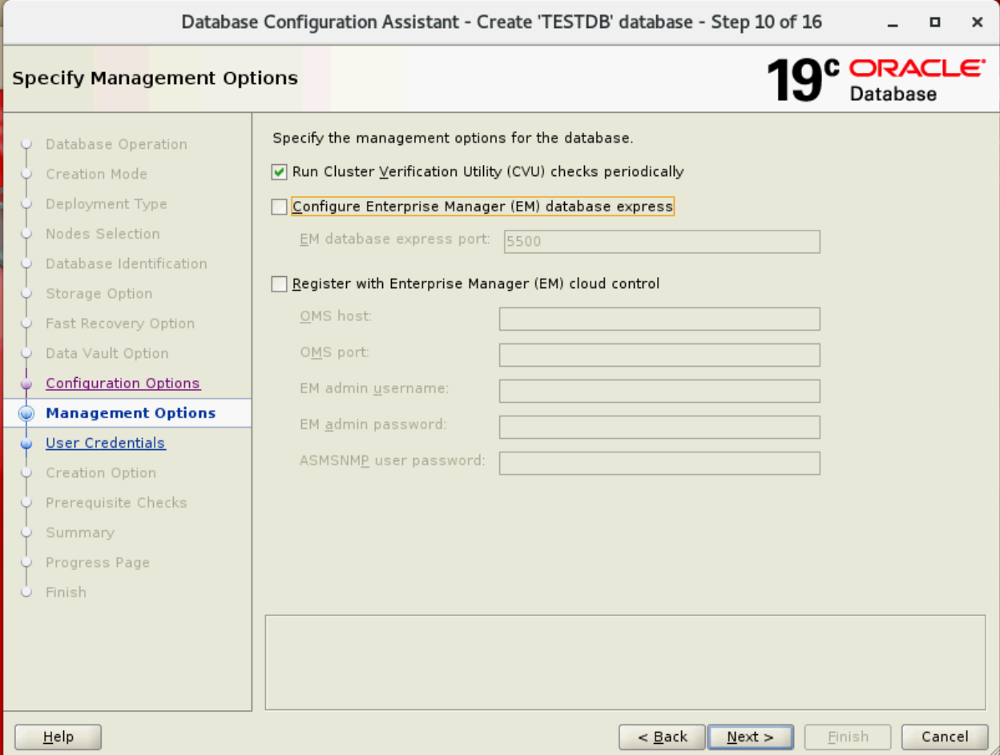 Database Configuration Assistant - Create 'TESTDB' database - Step 10 of 16
Specify Management Options
19c ORACLE
Database
Database Operation
Creation Mode
Deployment Type
Nodes Selection
Database Identification
Storage Option
Fast Recovery Option
Data Vault Option
Configuration Options
Management Options
User Credentials
Creation Option
Prerequisite Checks
Summary
Progress Page
Finish
Specify the management options for the database.
Run Cluster Verification Utility (CVU) checks periodically
Configure Enterprise Manager (EM) database express
EM database express port: 5500
Register with Enterprise Manager (EM) cloud control
OMS host:
OMS port:
EM admin username:
EM admin password:
ASMSNMP user password:
Help < Back Next > Finish Cancel